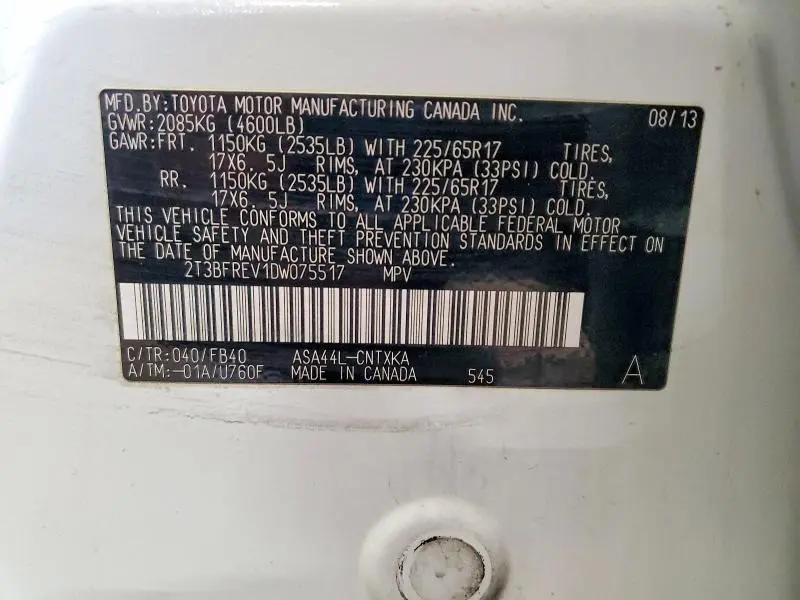 MFD.BY:TOYOTA MOTOR MANUFACTURING CANADA INC. 08/13
GVWR:2085KG (4600LB)
GAWR:FRT. 1150KG (2535LB) WITH 225/65R17 TIRES,
17X6.5J RIMS, AT 230KPA (33PSI) COLD.
RR. 1150KG (2535LB) WITH 225/65R17 TIRES,
17X6.5J RIMS, AT 230KPA (33PSI) COLD.
THIS VEHICLE CONFORMS TO ALL APPLICABLE FEDERAL MOTOR
VEHICLE SAFETY AND THEFT PREVENTION STANDARDS IN EFFECT ON
THE DATE OF MANUFACTURE SHOWN ABOVE.
2T3BFREV1DW075517 MPV
C/TR:040/FB40 ASA44L-CNTXKA
A/TM:-01A/U760F MADE IN CANADA 545 A